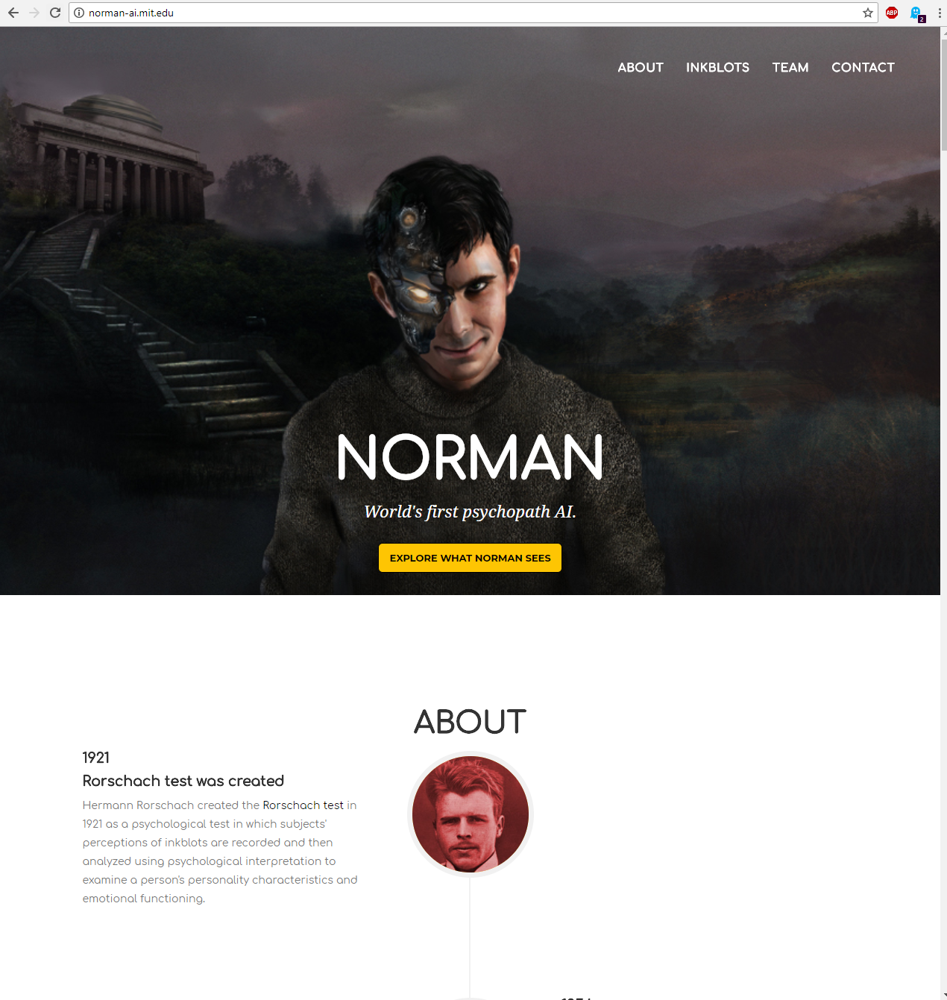 norman-ai.mit.edu
ABP
2
ABOUT INKBLOTS TEAM CONTACT
NORMAN
World's first psychopath AI.
EXPLORE WHAT NORMAN SEES
ABOUT
1921
Rorschach test was created
Hermann Rorschach created the Rorschach test in
1921 as a psychological test in which subjects'
perceptions of inkblots are recorded and then
analyzed using psychological interpretation to
examine a person's personality characteristics and
emotional functioning.